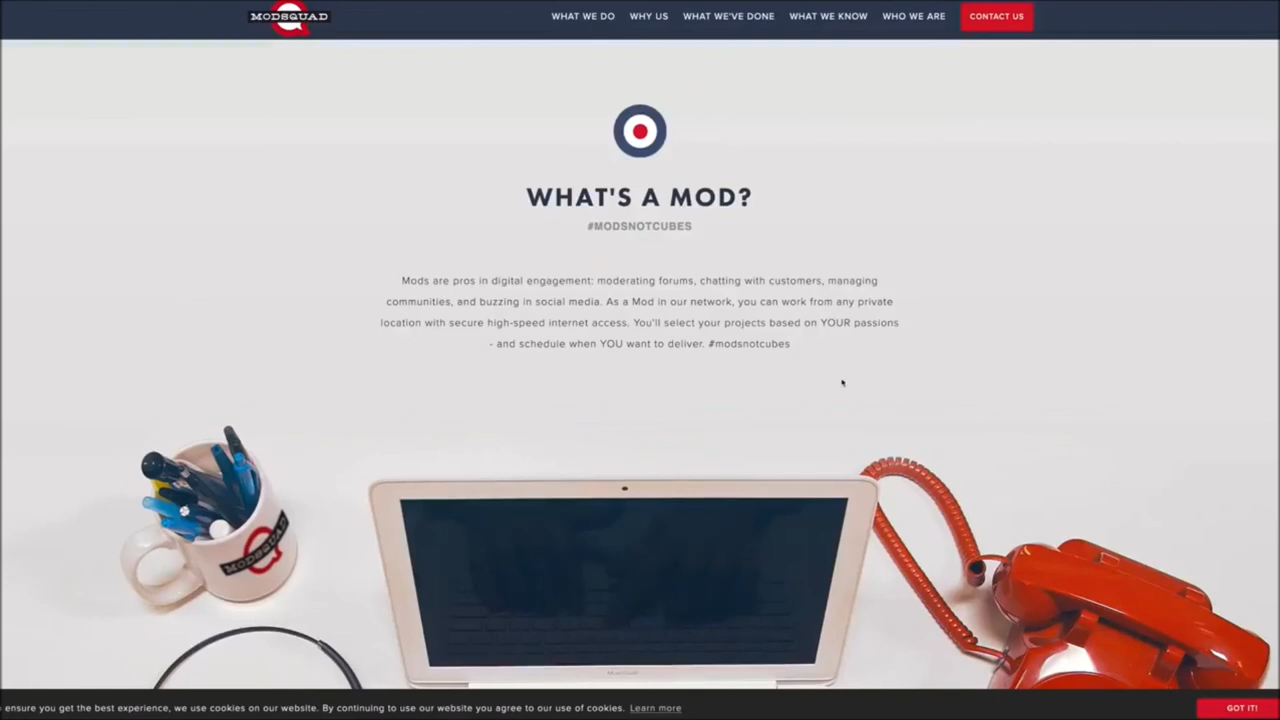 MODSQUAD
WHAT WE DO WHY US WHAT WE'VE DONE WHAT WE KNOW WHO WE ARE CONTACT US
WHAT'S A MOD?
#MODSNOTCUBES
Mods are pros in digital engagement: moderating forums, chatting with customers, managing
communities, and buzzing in social media. As a Mod in our network, you can work from any private
location with secure high-speed internet access. You'll select your projects based on YOUR passions
- and schedule when YOU want to deliver. #modsnotcubes
MODSQUAD
ensure you get the best experience, we use cookies on our website. By continuing to use our website you agree to our use of cookies. Learn more
GOT IT!